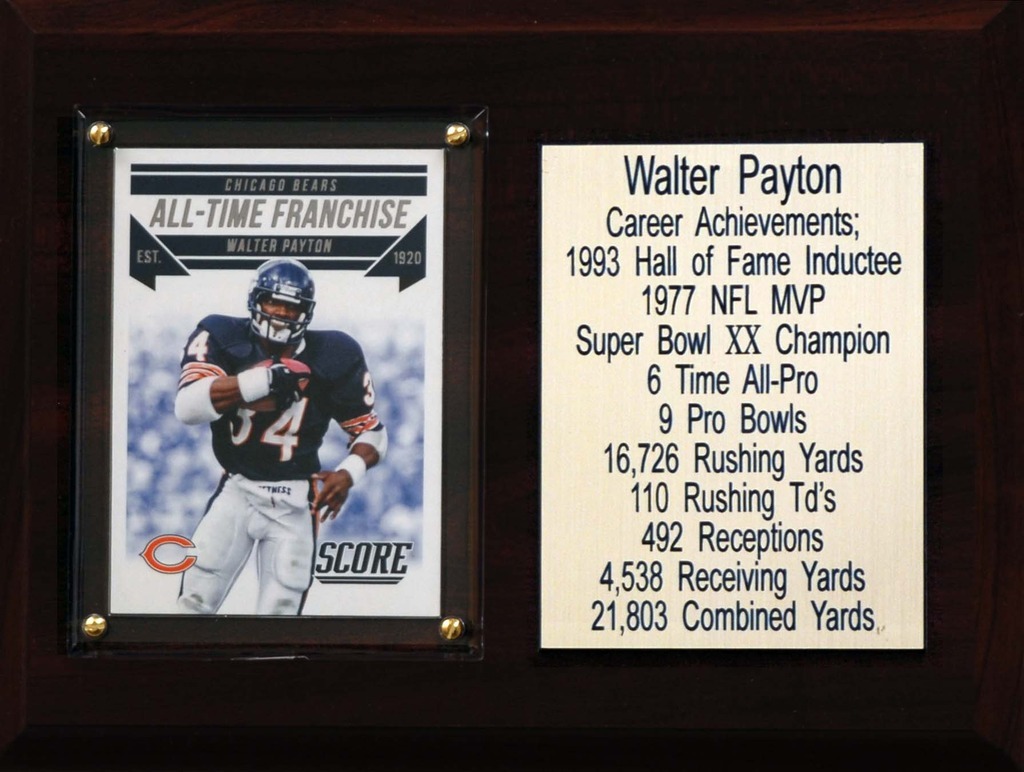 CHICAGO BEARS
ALL-TIME FRANCHISE
WALTER PAYTON
EST. 1920
34
3
34
C
SCORE
Walter Payton
Career Achievements;
1993 Hall of Fame Inductee
1977 NFL MVP
Super Bowl XX Champion
6 Time All-Pro
9 Pro Bowls
16,726 Rushing Yards
110 Rushing Td's
492 Receptions
4,538 Receiving Yards
21,803 Combined Yards